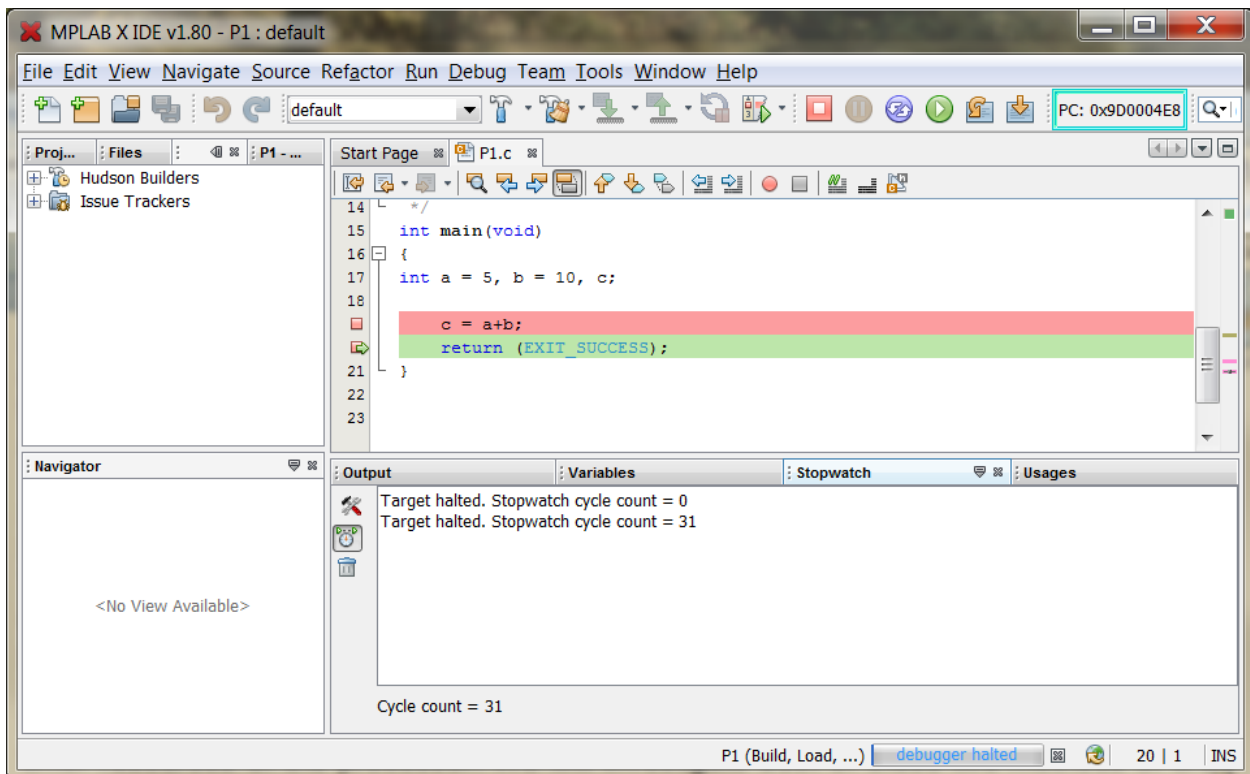 MPLAB X IDE v1.80 - P1 : default
File Edit View Navigate Source Refactor Run Debug Team Tools Window Help
default
PC: 0x9D0004E8
Proj... Files P1 - ...
Hudson Builders
Issue Trackers
Start Page P1.c
14 */
15 int main(void)
16 {
17 int a = 5, b = 10, c;
18
c = a+b;
return (EXIT_SUCCESS);
21 }
22
23
Navigator
<No View Available>
Output Variables Stopwatch Usages
Target halted. Stopwatch cycle count = 0
Target halted. Stopwatch cycle count = 31
Cycle count = 31
P1 (Build, Load, ...) debugger halted 20 | 1 INS